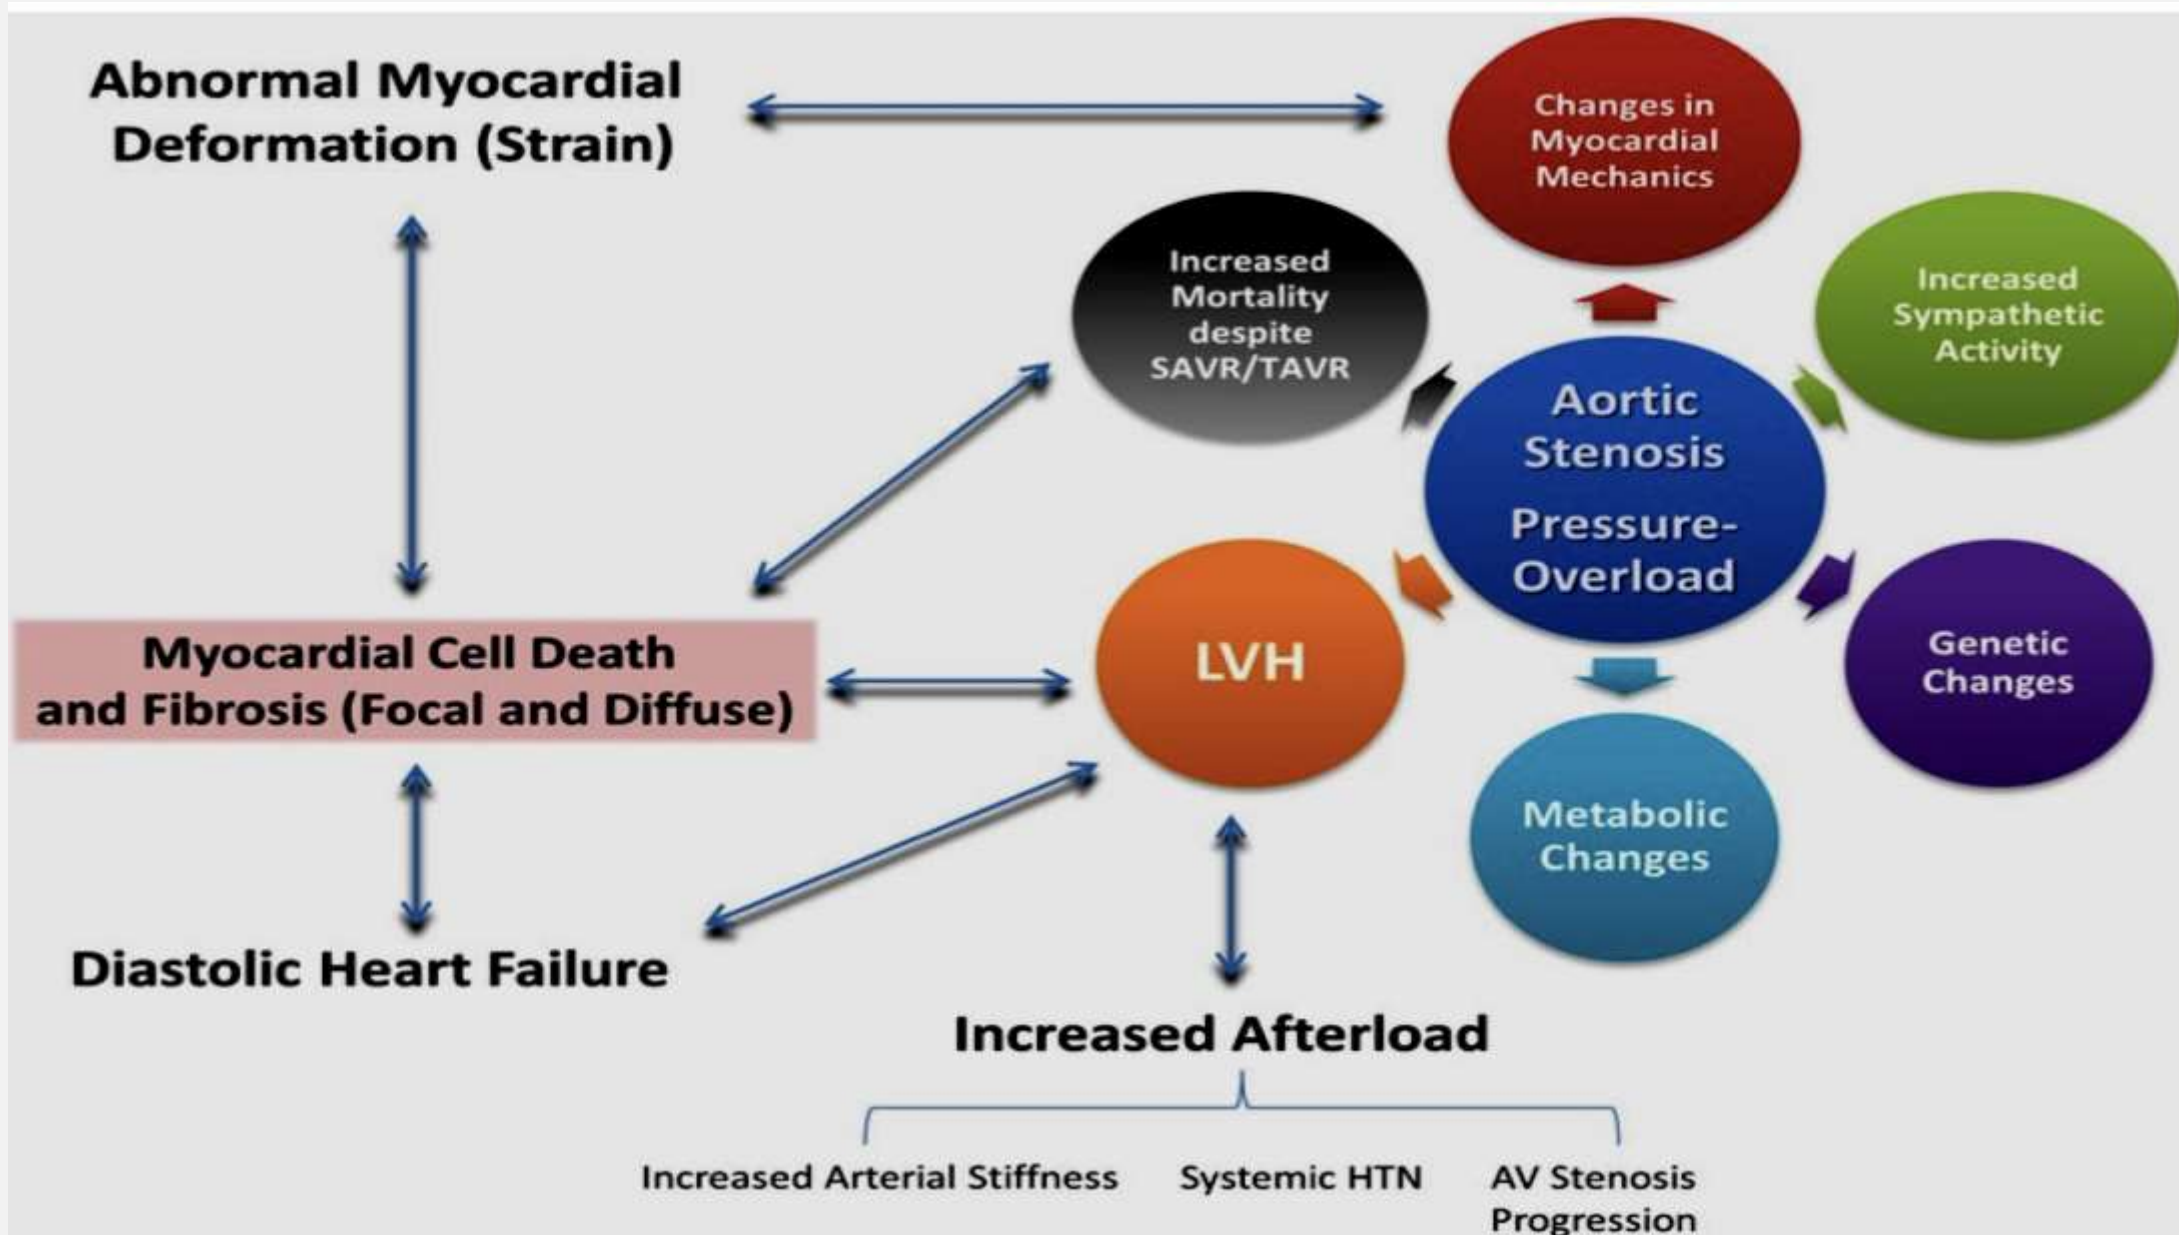 Abnormal Myocardial
Deformation (Strain)
Changes in
Myocardial
Mechanics
Increased
Mortality
despite
SAVR/TAVR
Increased
Sympathetic
Activity
Aortic
Stenosis
Pressure-
Overload
Myocardial Cell Death
and Fibrosis (Focal and Diffuse)
LVH
Genetic
Changes
Metabolic
Changes
Diastolic Heart Failure
Increased Afterload
Increased Arterial Stiffness
Systemic HTN
AV Stenosis
Progression